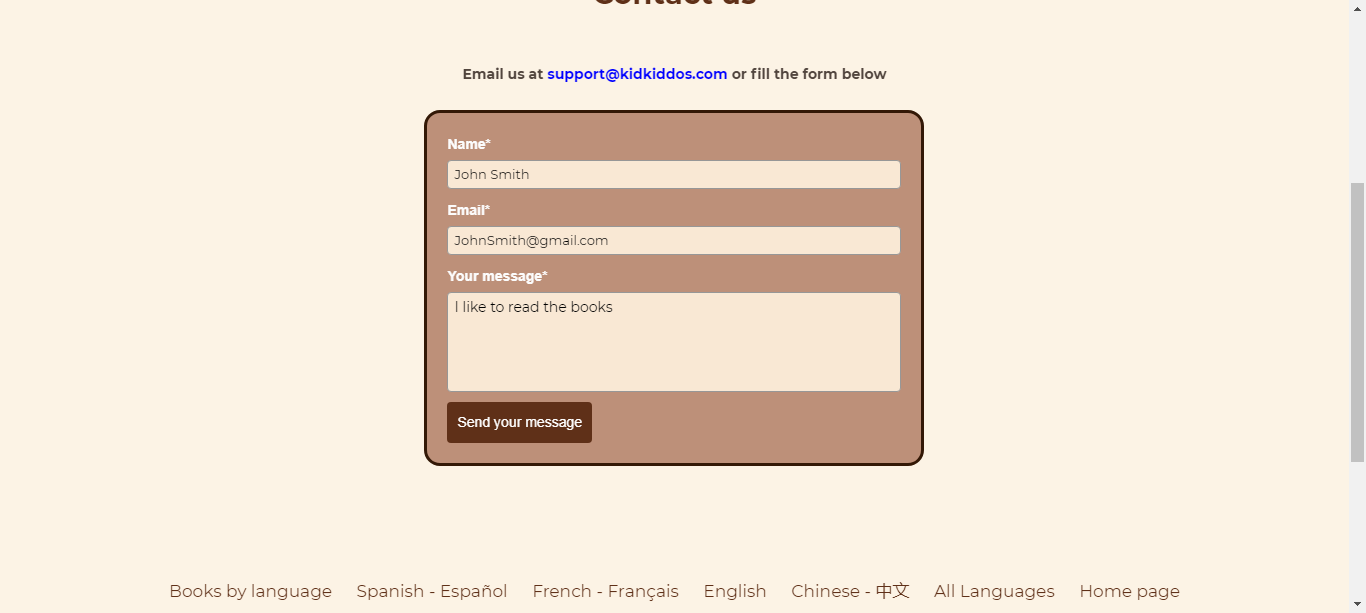 Contact us
Email us at support@kidkiddos.com or fill the form below
Name*
John Smith
Email*
JohnSmith@gmail.com
Your message*
I like to read the books
Send your message
Books by language Spanish - Español French - Français English Chinese - 中文 All Languages Home page